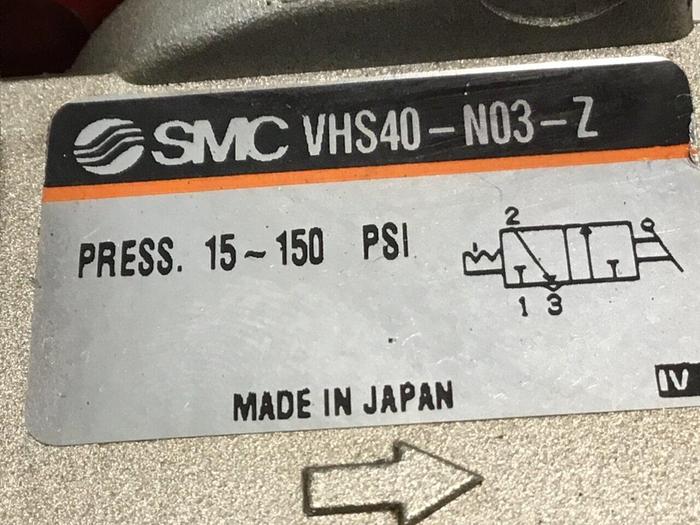 SMC VHS40-N03-Z
PRESS. 15~150 PSI
2
1 3
MADE IN JAPAN
IV